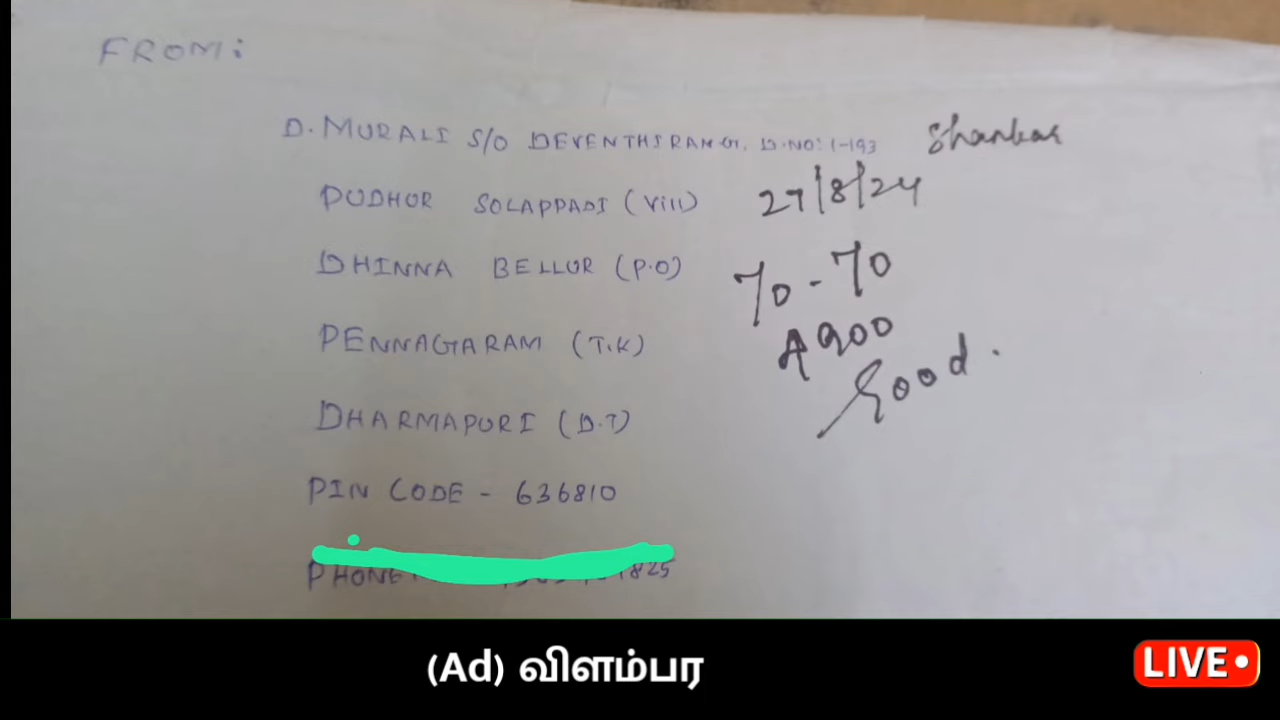 FROM:
D. MURALI S/O DEVENTHIRAN G. D.NO: 1-193
Shankar
PUDHUR SOLAPPADI (Vill)
27/8/24
DHINNA BELLUR (P.O)
70-70
PENNAGARAM (T.K)
A900
Good.
DHARMAPURI (D.T)
PIN CODE - 636810
(Ad) விளம்பர
LIVE